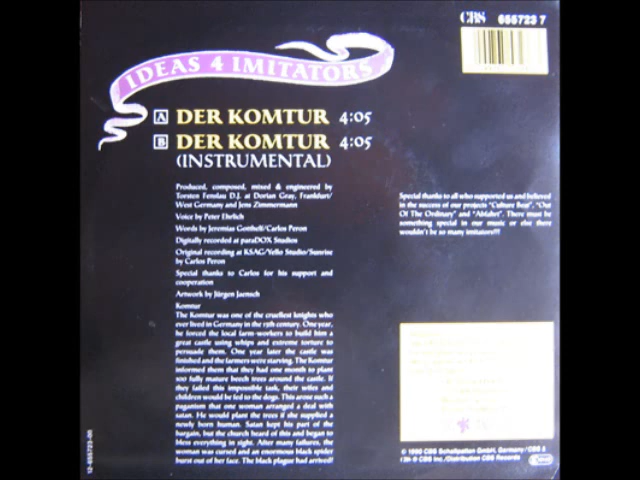 CBS 655723 7
IDEAS 4 IMITATORS
A DER KOMTUR 4:05
B DER KOMTUR 4:05
(INSTRUMENTAL)
Produced, composed, mixed & engineered by
Torsten Fenslau D.J. at Dorian Gray, Frankfurt/
West Germany and Jens Zimmermann
Voice by Peter Ehrlich
Words by Jeremias Gotthelf/Carlos Peron
Digitally recorded at paraDOX Studios
Original recording at KSAG/Yello Studio/Sunrise
by Carlos Peron
Special thanks to Carlos for his support and
cooperation
Artwork by Jürgen Jaensch
Komtur
The Komtur was one of the cruellest knights who
ever lived in Germany in the 13th century. One year,
he forced the local farm-workers to build him a
great castle using whips and extreme torture to
persuade them. One year later the castle was
finished and the farmers were starving. The Komtur
informed them that they had one month to plant
100 fully mature beech trees around the castle. If
they failed this impossible task, their wifes and
children would be fed to the dogs. This arose such a
paganism that one woman arranged a deal with
satan. He would plant the trees if she supplied a
newly born human. Satan kept his part of the
bargain, but the church heard of this and began to
bless everything in sight. After many failures, the
woman was cursed and an enormous black spider
burst out of her face. The black plague had arrived!
Special thanks to all who supported us and believed
in the success of our projects "Culture Beat", "Out
Of The Ordinary" and "Abfahrt". There must be
something special in our music or else there
wouldn't be so many imitators!!!
℗ 1990 CBS Schallplatten GmbH, Germany/CBS
CBS Inc./Distribution CBS Records
12-655723-06